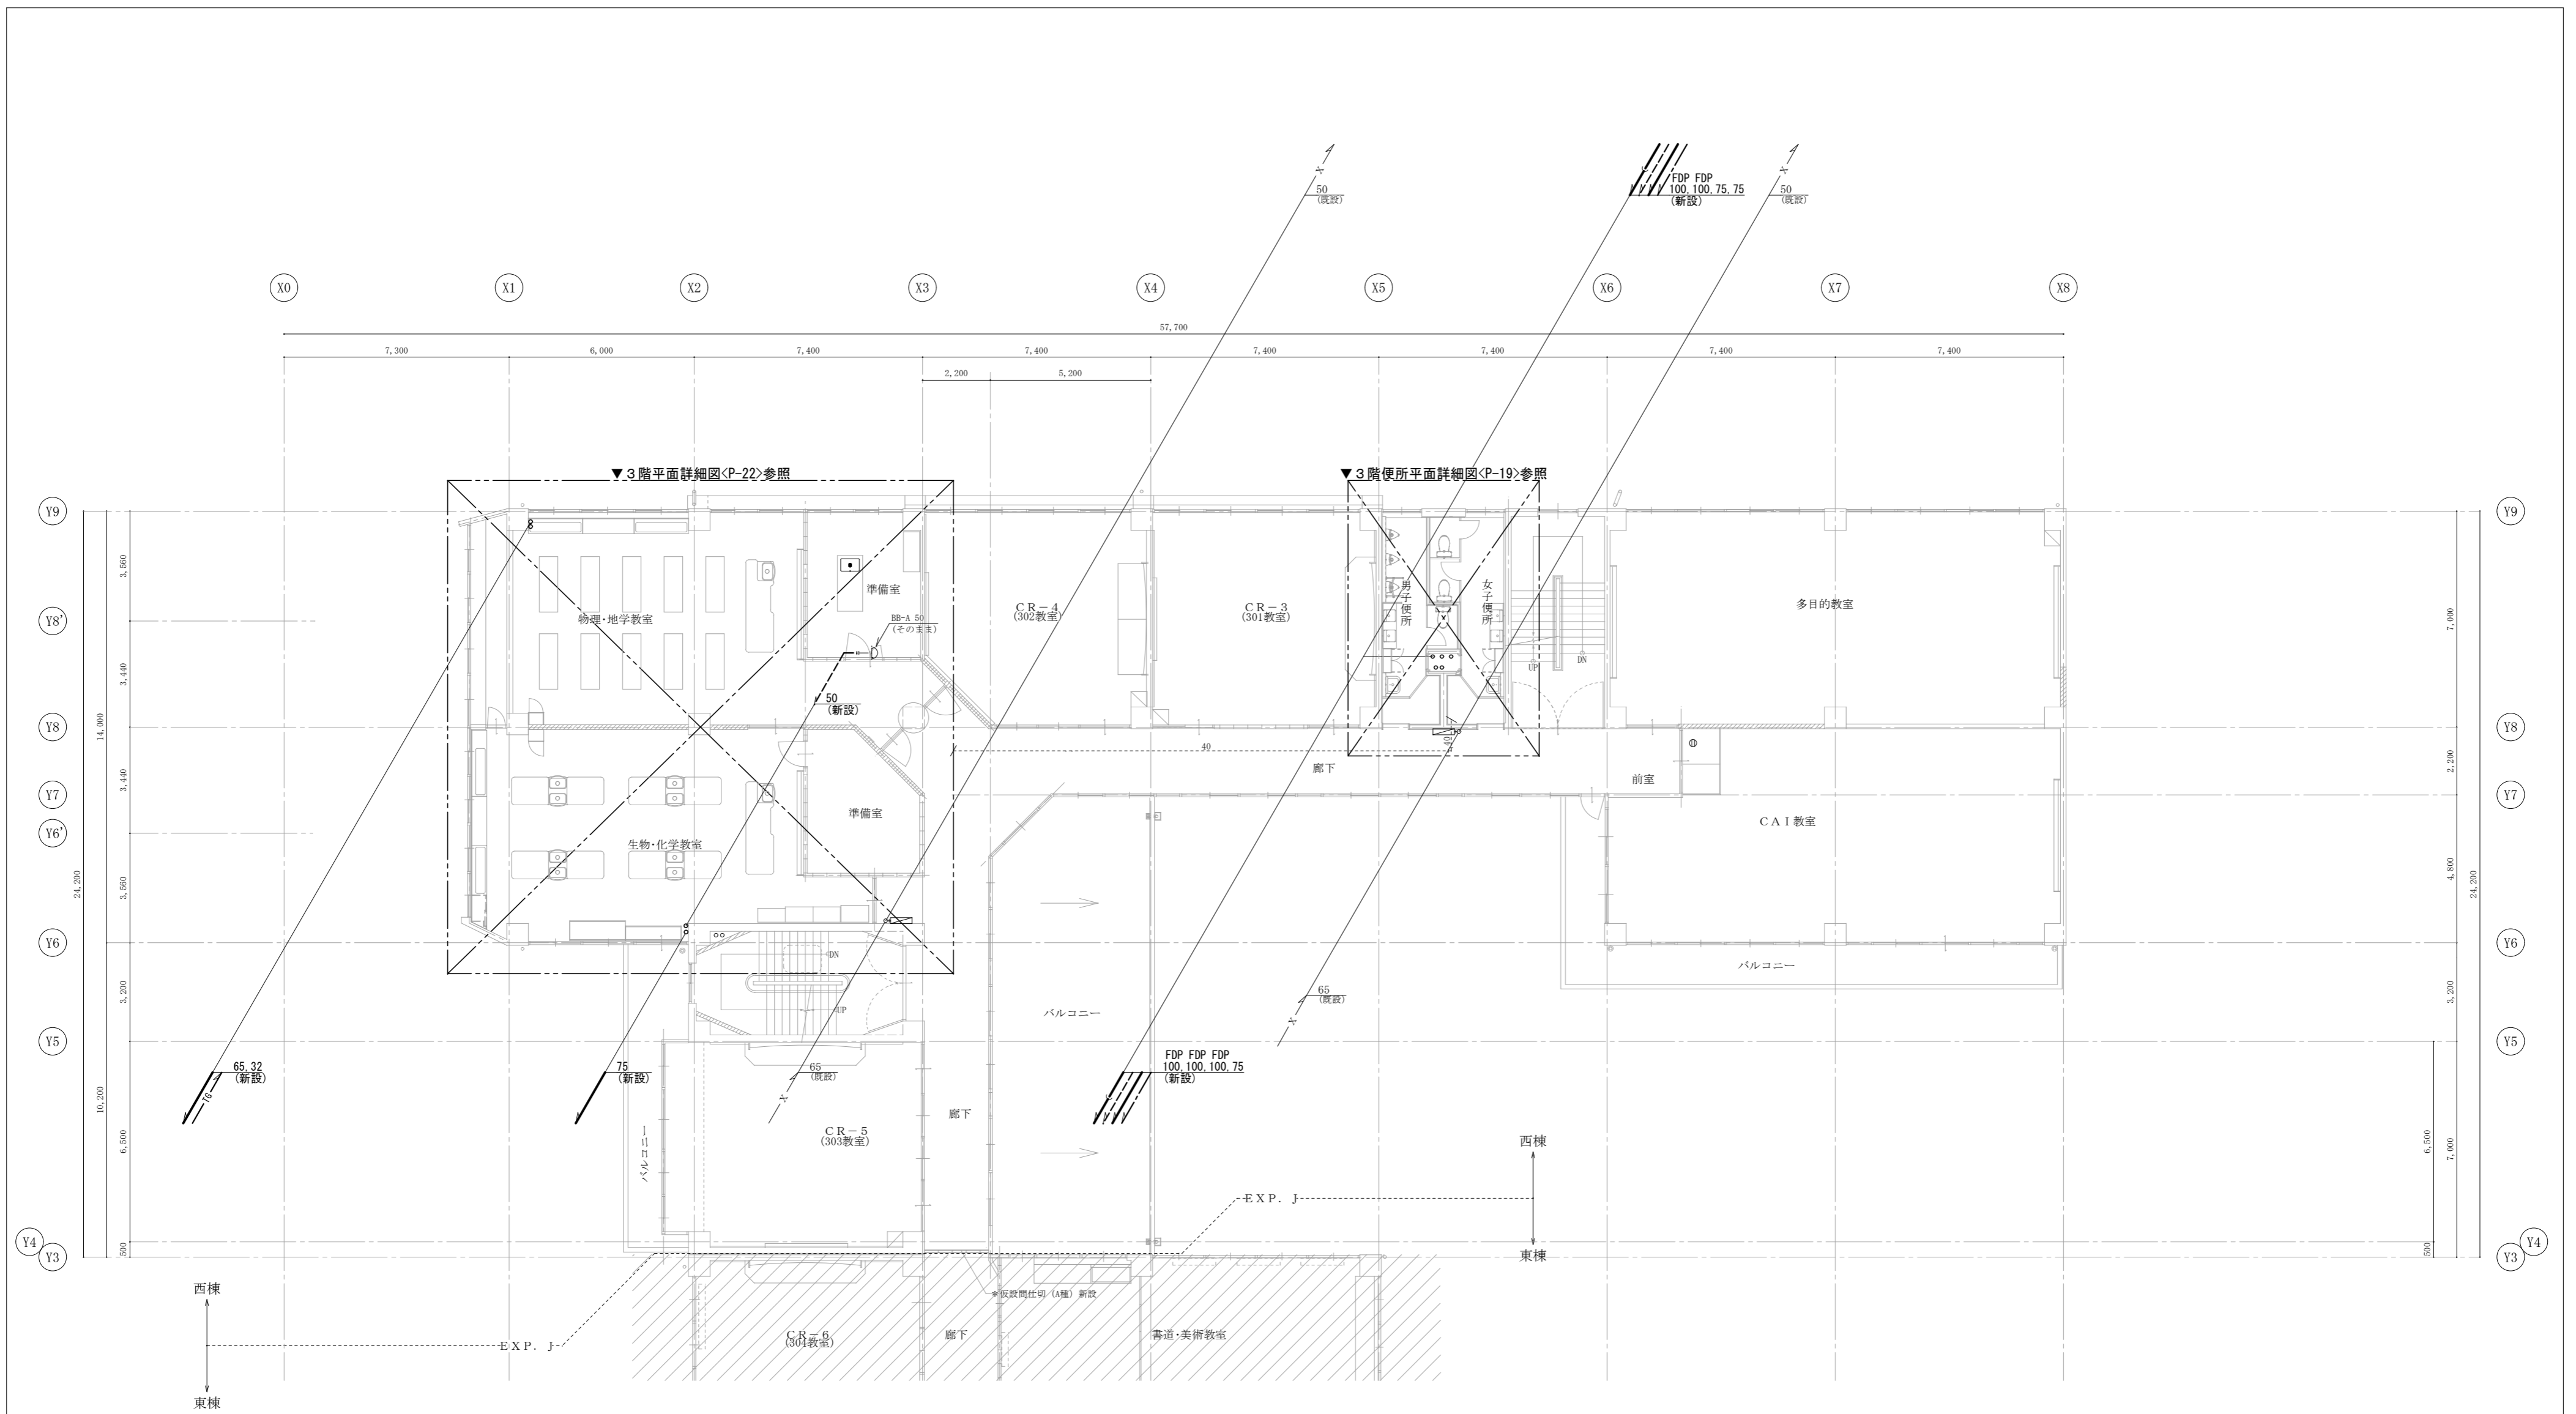 50
(既設)
FDP FDP
100,100,75,75
(新設)
50
(既設)
X0
X1
X2
X3
X4
X5
X6
X7
X8
57,700
7,300
6,000
7,400
7,400
7,400
7,400
7,400
7,400
2,200
5,200
▼３階平面詳細図<P-22>参照
▼３階便所平面詳細図<P-19>参照
Y9
Y9
3,560
準備室
CR-4
(302教室)
CR-3
(301教室)
男子便所
女子便所
多目的教室
7,000
Y8'
物理・地学教室
BB-A 50
(そのまま)
3,440
UP
DN
50
(新設)
Y8
Y8
14,000
40
40
廊下
前室
2,200
3,440
Y7
Y7
準備室
CAI教室
Y6'
生物・化学教室
24,200
3,560
4,800
24,200
Y6
Y6
DN
バルコニー
3,200
3,200
65
(既設)
UP
バルコニー
Y5
Y5
65,32
(新設)
TG
75
(新設)
65
(既設)
FDP FDP FDP
100,100,100,75
(新設)
10,200
6,500
バルコニー
CR-5
(303教室)
廊下
西棟
6,500
7,000
EXP. J
Y4
Y3
500
東棟
500
Y4
Y3
西棟
※仮設間仕切（A種）新設
EXP. J
CR-6
(304教室)
廊下
書道・美術教室
東棟